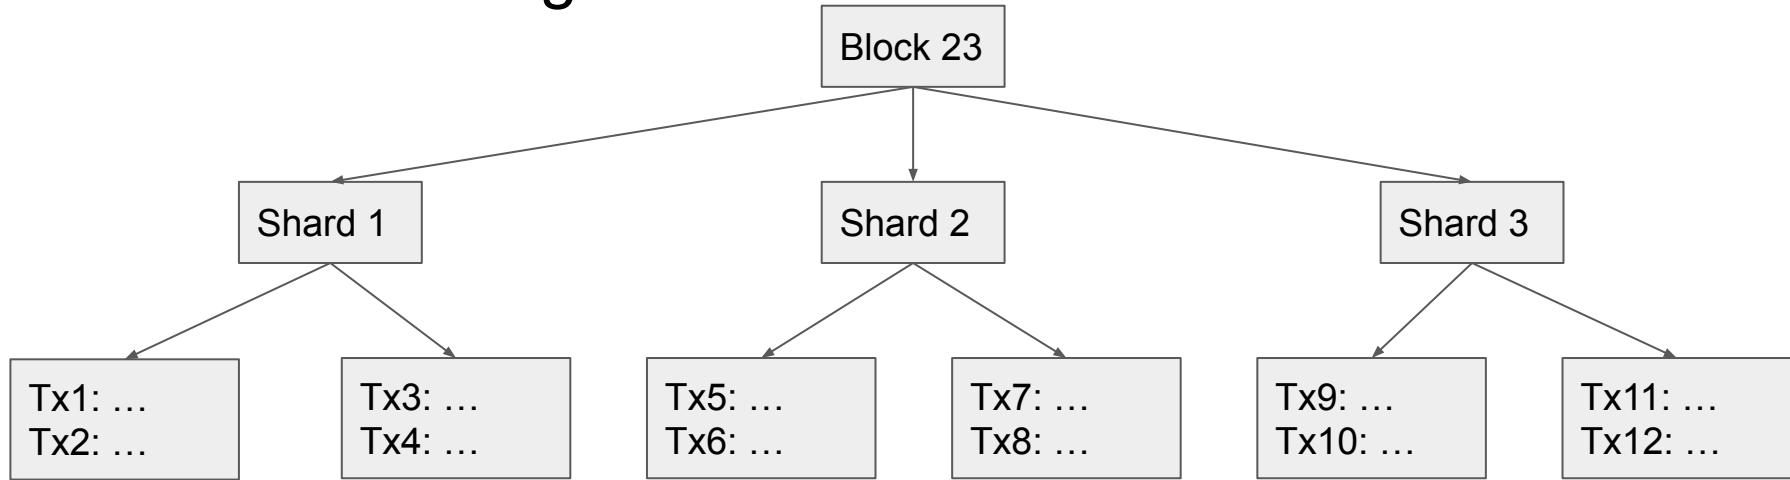 Block 23
Shard 1
Shard 2
Shard 3
Tx1: …
Tx2: …
Tx3: …
Tx4: …
Tx5: …
Tx6: …
Tx7: …
Tx8: …
Tx9: …
Tx10: …
Tx11: …
Tx12: …